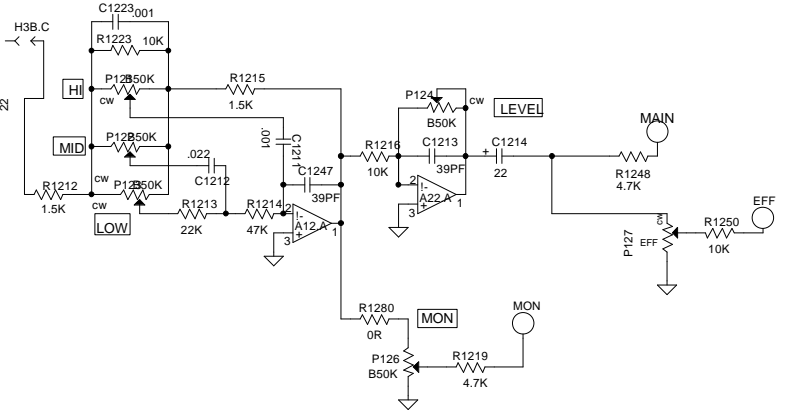 C1223 .001
H3B.C
R1223 10K
HI
P121 B50K
cw
R1215
1.5K
P124
cw
B50K
LEVEL
MAIN
22
MID
P122 B50K
.001
C1211
.022
C1212
C1247
39PF
R1216
10K
C1213
39PF
+ C1214
22
R1248
4.7K
cw
R1212
1.5K
cw
P123 B50K
LOW
R1213
22K
R1214
47K
2 !-
A12.A
3 +
1
2 !-
A22.A
3 +
1
cw
P127
EFF
R1250
10K
EFF
R1280
0R
MON
MON
P126
B50K
R1219
4.7K